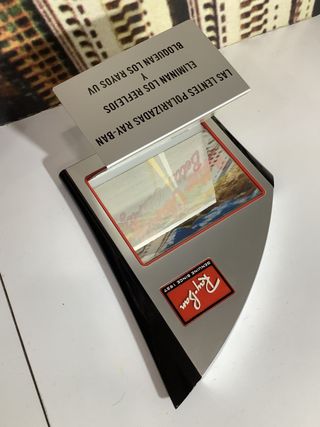 LAS LENTES POLARIZADAS RAY-BAN
ELIMINAN LOS REFLEJOS
Y
BLOQUEAN LOS RAYOS UV
Ray-Ban
GENUINE SINCE 1937